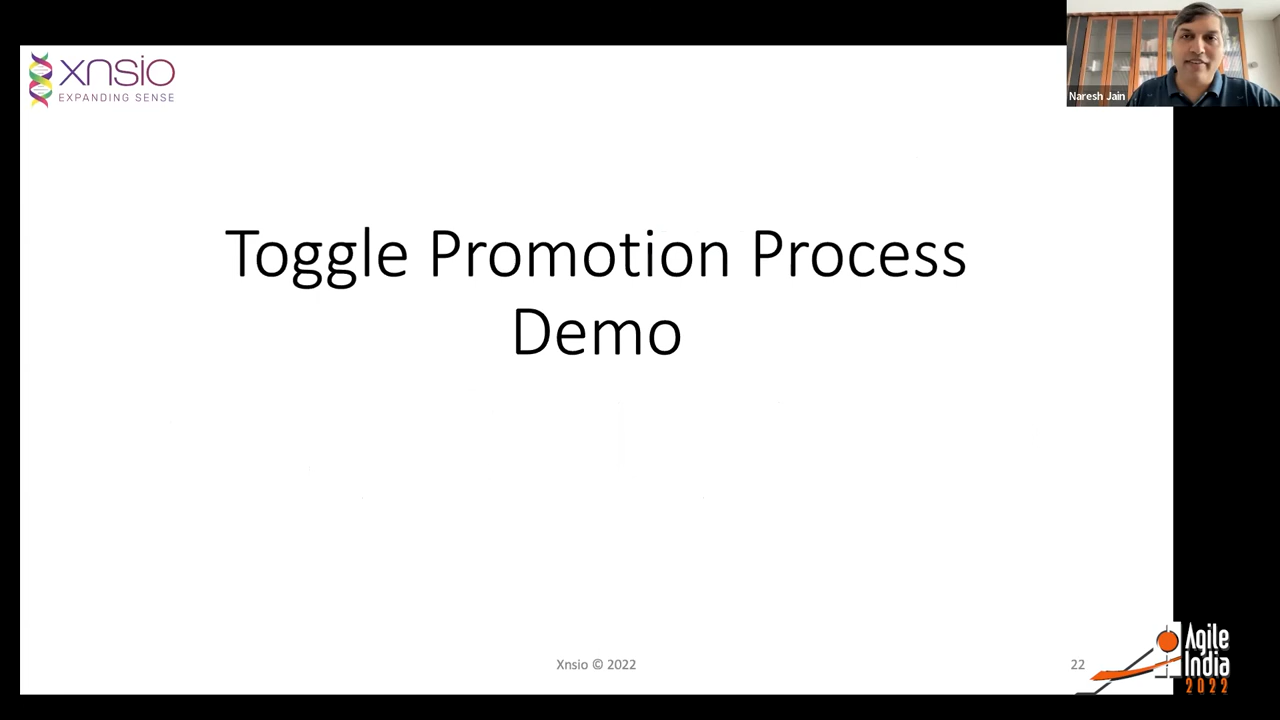 xnsio
EXPANDING SENSE
Naresh Jain
Toggle Promotion Process
Demo
Xnsio © 2022
22
Agile
India
2022